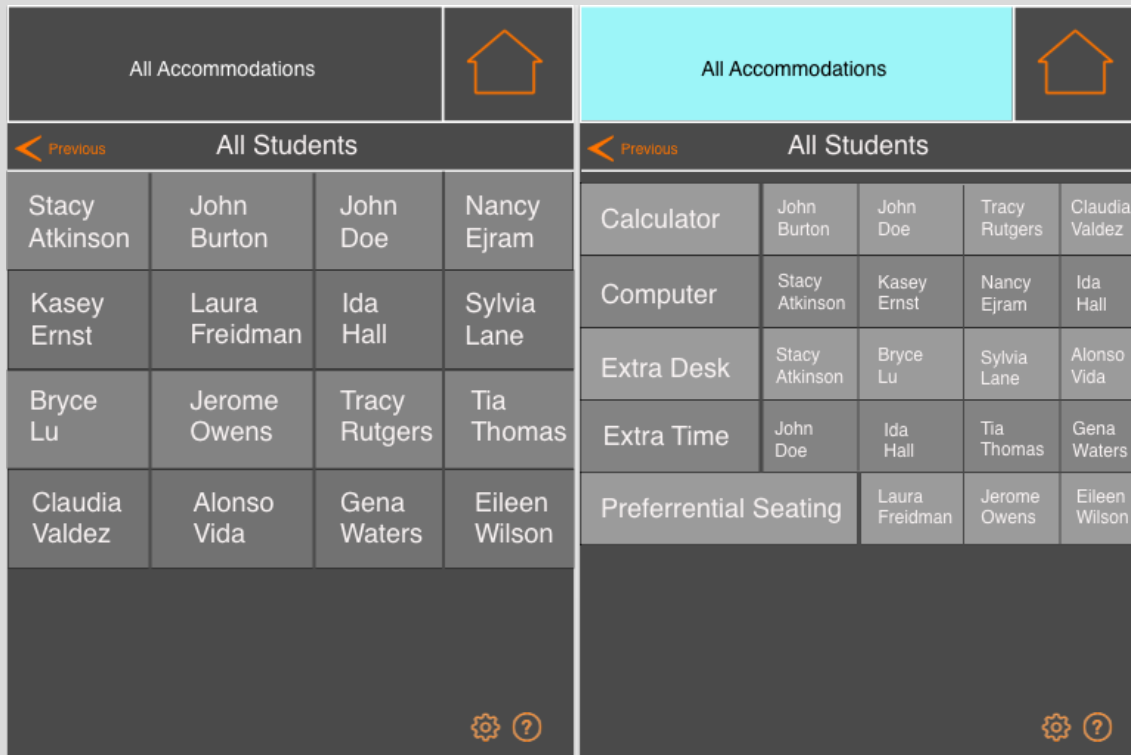 All Accommodations
Previous
All Students
Stacy Atkinson
John Burton
John Doe
Nancy Ejram
Kasey Ernst
Laura Freidman
Ida Hall
Sylvia Lane
Bryce Lu
Jerome Owens
Tracy Rutgers
Tia Thomas
Claudia Valdez
Alonso Vida
Gena Waters
Eileen Wilson
?
All Accommodations
Previous
All Students
Calculator
John Burton
John Doe
Tracy Rutgers
Claudia Valdez
Computer
Stacy Atkinson
Kasey Ernst
Nancy Ejram
Ida Hall
Extra Desk
Stacy Atkinson
Bryce Lu
Sylvia Lane
Alonso Vida
Extra Time
John Doe
Ida Hall
Tia Thomas
Gena Waters
Preferrential Seating
Laura Freidman
Jerome Owens
Eileen Wilson
?